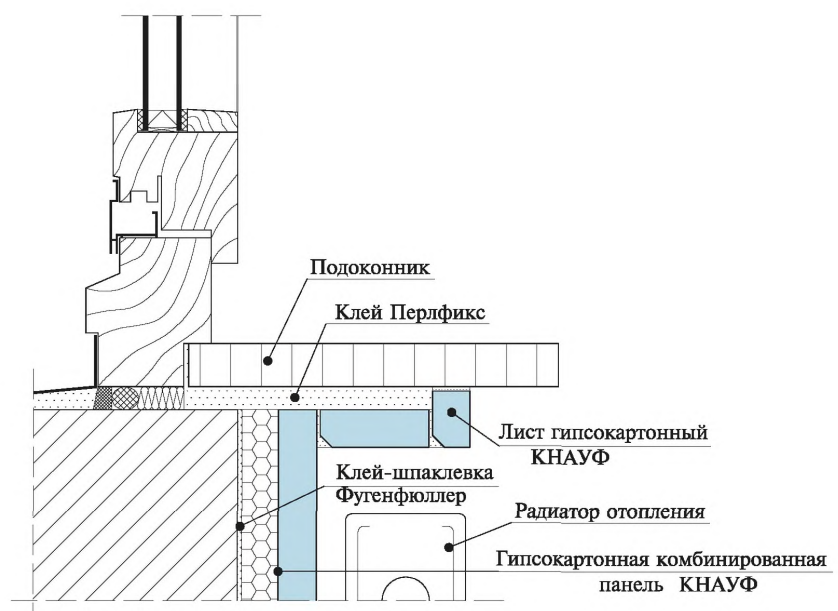 Подоконник
Клей Перлфикс
Лист гипсокартонный
КНАУФ
Клей-шпаклевка
Фугенфюллер
Радиатор отопления
Гипсокартонная комбинированная
панель КНАУФ